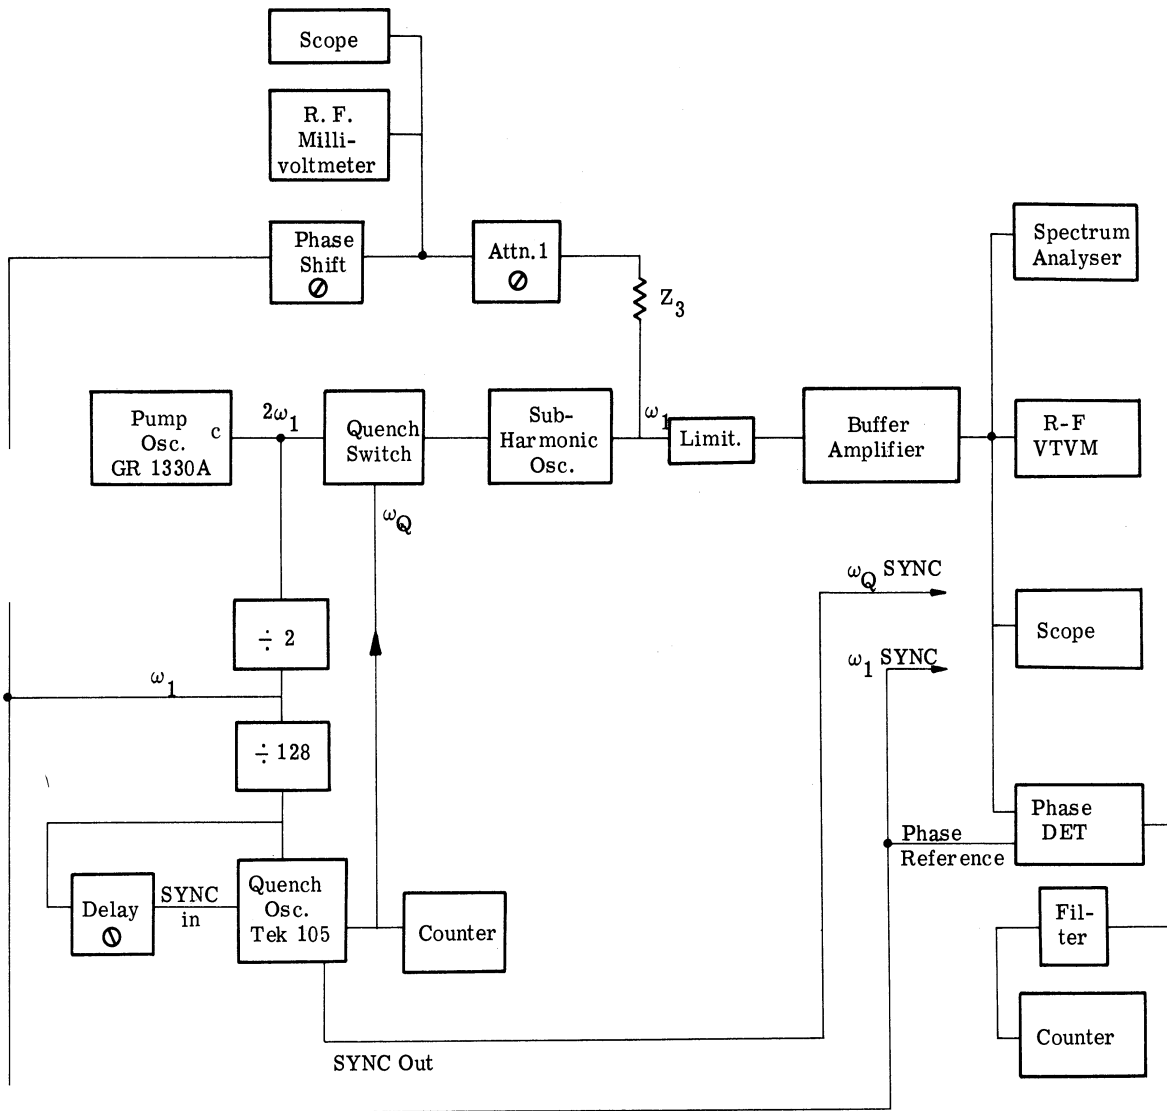 Scope
R. F.
Milli-
voltmeter
Phase
Shift
Attn. 1
Z3
Spectrum
Analyser
Pump
Osc.
GR 1330A
c
2ω1
Quench
Switch
Sub-
Harmonic
Osc.
ω1
Limit.
Buffer
Amplifier
R-F
VTVM
ωQ
ωQ SYNC
÷ 2
Scope
ω1 SYNC
ω1
÷ 128
Phase
DET
Phase
Reference
Delay
SYNC
in
Quench
Osc.
Tek 105
Counter
Fil-
ter
Counter
SYNC Out